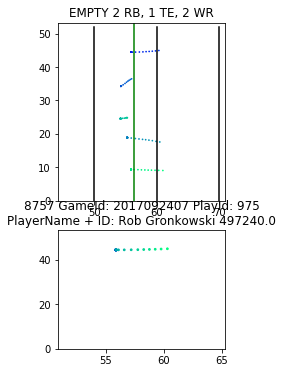 EMPTY 2 RB, 1 TE, 2 WR
50
40
30
20
10
0
50 60 70
8757 GameId: 2017092407 PlayId: 975
PlayerName + ID: Rob Gronkowski 497240.0
40
20
0
55 60 65